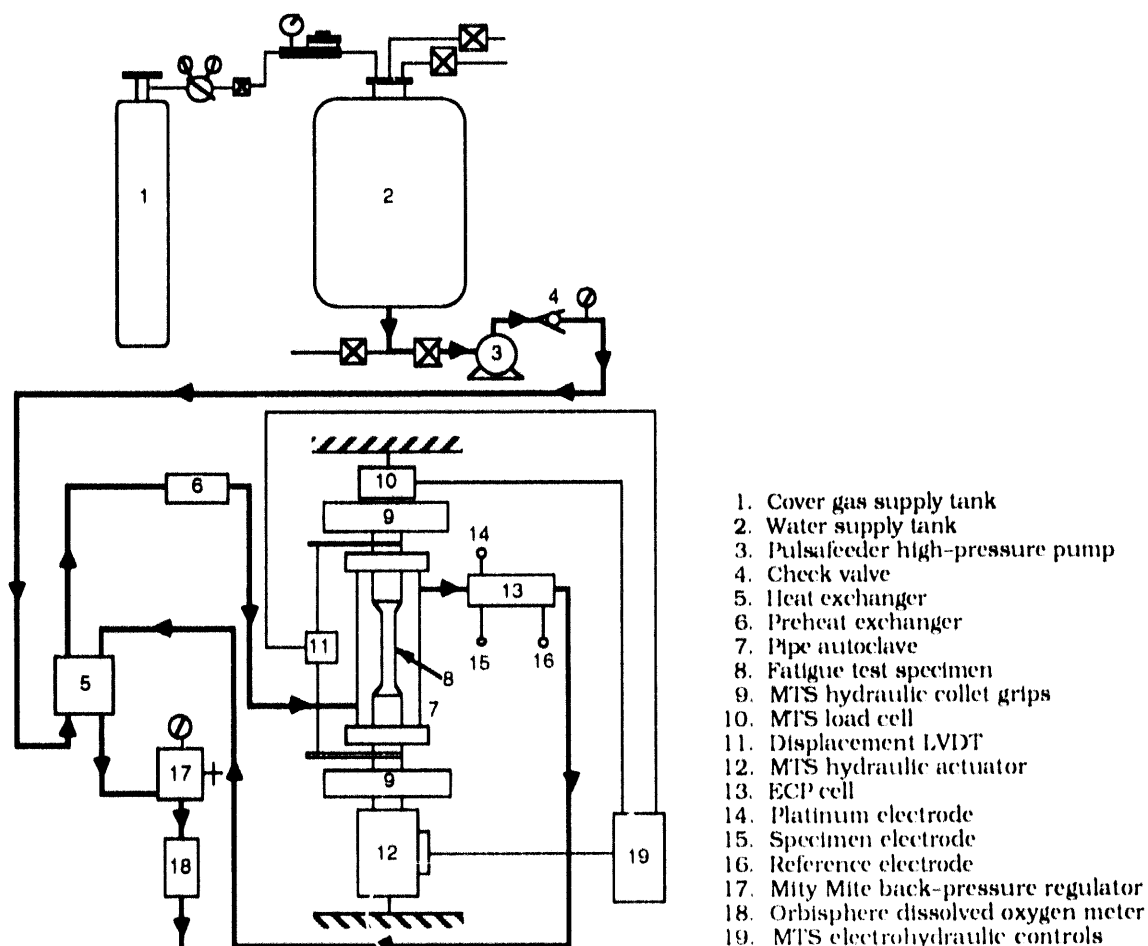 1
2
4
3
10
6
9
14
13
11
15
16
8
5
7
17
9
12
19
18
1. Cover gas supply tank
2. Water supply tank
3. Pulsafeeder high-pressure pump
4. Check valve
5. Heat exchanger
6. Preheat exchanger
7. Pipe autoclave
8. Fatigue test specimen
9. MTS hydraulic collet grips
10. MTS load cell
11. Displacement LVDT
12. MTS hydraulic actuator
13. ECP cell
14. Platinum electrode
15. Specimen electrode
16. Reference electrode
17. Mity Mite back-pressure regulator
18. Orbisphere dissolved oxygen meter
19. MTS electrohydraulic controls